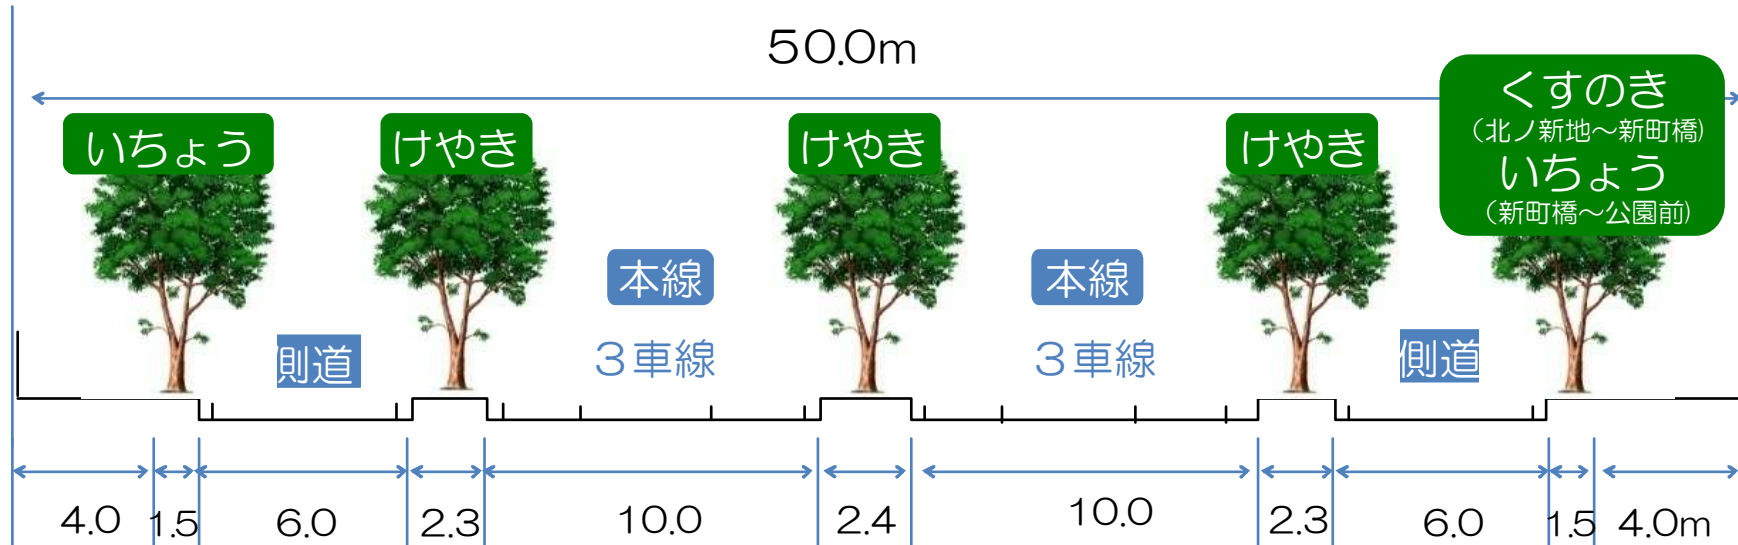 50.0m
いちょう
けやき
けやき
けやき
くすのき
（北ノ新地～新町橋）
いちょう
（新町橋～公園前）
側道
本線
３車線
本線
３車線
側道
4.0 1.5 6.0 2.3 10.0 2.4 10.0 2.3 6.0 1.5 4.0m